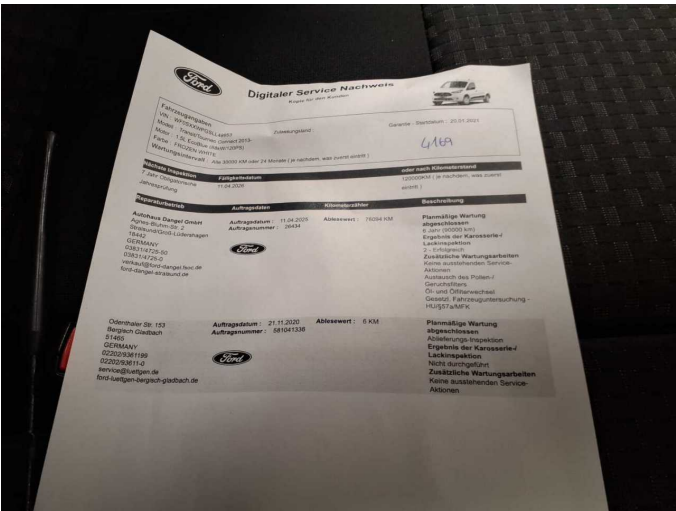 Ford
Digitaler Service Nachweis
Kopie für den Kunden
Fahrzeugangaben
VIN :
Zulassungsland :
Garantie - Startdatum : 20.01.2021
Modell : Transit/Tourneo Connect 2013-
Motor : 1.5L EcoBlue
Farbe : FROZEN WHITE
Wartungsintervall : Alle 30000 KM oder 24 Monate ( je nachdem, was zuerst eintritt )
4169
Nächste Inspektion
Fälligkeitsdatum
oder nach Kilometerstand
7 Jahr Obligatorische
Jahresprüfung
11.04.2026
120000KM ( je nachdem, was zuerst
eintritt )
Reparaturbetrieb
Auftragsdaten
Kilometerzähler
Beschreibung
Autohaus Dangel GmbH
Agnes-Bluhm-Str. 2
Stralsund/Groß-Lüdershagen
18442
GERMANY
03831/4725-50
03831/4725-0
verkauf@ford-dangel.fsoc.de
ford-dangel-stralsund.de
Auftragsdatum : 11.04.2025
Auftragsnummer : 28434
Ford
Ablesewert : 76094 KM
Planmäßige Wartung
abgeschlossen
6 Jahr (90000 km)
Ergebnis der Karosserie-/
Lackinspektion
2 - Erfolgreich
Zusätzliche Wartungsarbeiten
Keine ausstehenden Service-
Aktionen
Austausch des Pollen-/
Geruchsfilters
Öl- und Ölfilterwechsel
Gesetzl. Fahrzeuguntersuchung -
HU/§57a/MFK
Odenthaler Str. 153
Bergisch Gladbach
51465
GERMANY
02202/9361199
02202/93611-0
service@luettgen.de
ford-luettgen-bergisch-gladbach.de
Auftragsdatum : 21.11.2020
Auftragsnummer : 581041336
Ford
Ablesewert : 6 KM
Planmäßige Wartung
abgeschlossen
Ablieferungs-Inspektion
Ergebnis der Karosserie-/
Lackinspektion
Nicht durchgeführt
Zusätzliche Wartungsarbeiten
Keine ausstehenden Service-
Aktionen